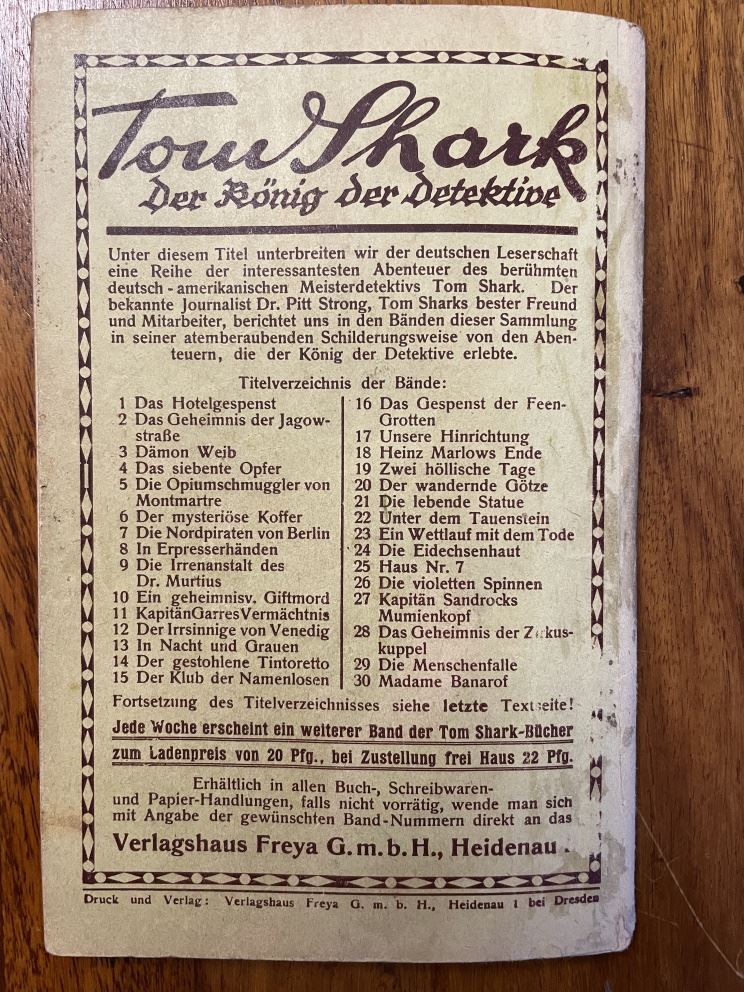 Tom Shark
Der König der Detektive
Unter diesem Titel unterbreiten wir der deutschen Leserschaft
eine Reihe der interessantesten Abenteuer des berühmten
deutsch-amerikanischen Meisterdetektivs Tom Shark. Der
bekannte Journalist Dr. Pitt Strong, Tom Sharks bester Freund
und Mitarbeiter, berichtet uns in den Bänden dieser Sammlung
in seiner atemberaubenden Schilderungsweise von den Aben-
teuern, die der König der Detektive erlebte.
Titelverzeichnis der Bände:
1 Das Hotelgespenst
2 Das Geheimnis der Jagow-
straße
3 Dämon Weib
4 Das siebente Opfer
5 Die Opiumschmuggler von
Montmartre
6 Der mysteriöse Koffer
7 Die Nordpiraten von Berlin
8 In Erpresserhänden
9 Die Irrenanstalt des
Dr. Murtius
10 Ein geheimnisv. Giftmord
11 Kapitän Garres Vermächtnis
12 Der Irrsinnige von Venedig
13 In Nacht und Grauen
14 Der gestohlene Tintoretto
15 Der Klub der Namenlosen
16 Das Gespenst der Feen-
Grotten
17 Unsere Hinrichtung
18 Heinz Marlows Ende
19 Zwei höllische Tage
20 Der wandernde Götze
21 Die lebende Statue
22 Unter dem Tauenstein
23 Ein Wettlauf mit dem Tode
24 Die Eidechsenhaut
25 Haus Nr. 7
26 Die violetten Spinnen
27 Kapitän Sandrocks
Mumienkopf
28 Das Geheimnis der Zirkus-
kuppel
29 Die Menschenfalle
30 Madame Banarof
Fortsetzung des Titelverzeichnisses siehe letzte Textseite!
Jede Woche erscheint ein weiterer Band der Tom Shark-Bücher
zum Ladenpreis von 20 Pfg., bei Zustellung frei Haus 22 Pfg.
Erhältlich in allen Buch-, Schreibwaren-
und Papier-Handlungen, falls nicht vorrätig, wende man sich
mit Angabe der gewünschten Band-Nummern direkt an das
Verlagshaus Freya G.m.b.H., Heidenau
Druck und Verlag: Verlagshaus Freya G. m. b. H., Heidenau 1 bei Dresden